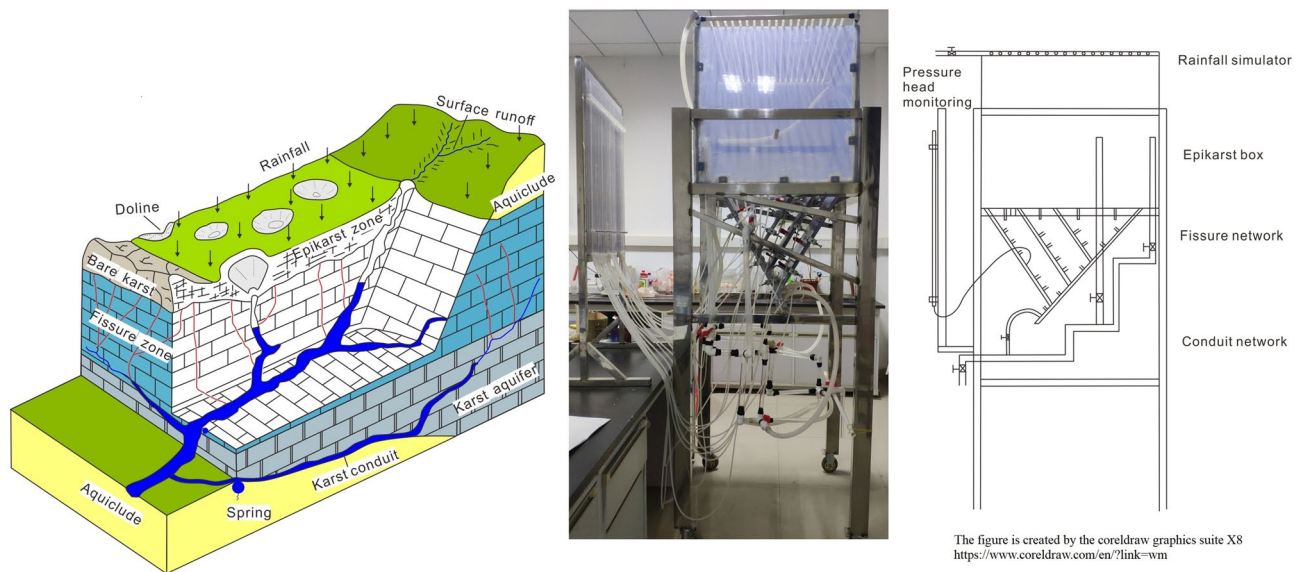 Surface runoff
Rainfall
Aquiclude
Doline
Epikarst zone
Bare karst
Fissure zone
Karst aquifer
Karst conduit
Aquiclude
Spring
Rainfall simulator
Pressure
head
monitoring
Epikarst box
Fissure network
Conduit network
The figure is created by the coreldraw graphics suite X8
https://www.coreldraw.com/en/?link=wm